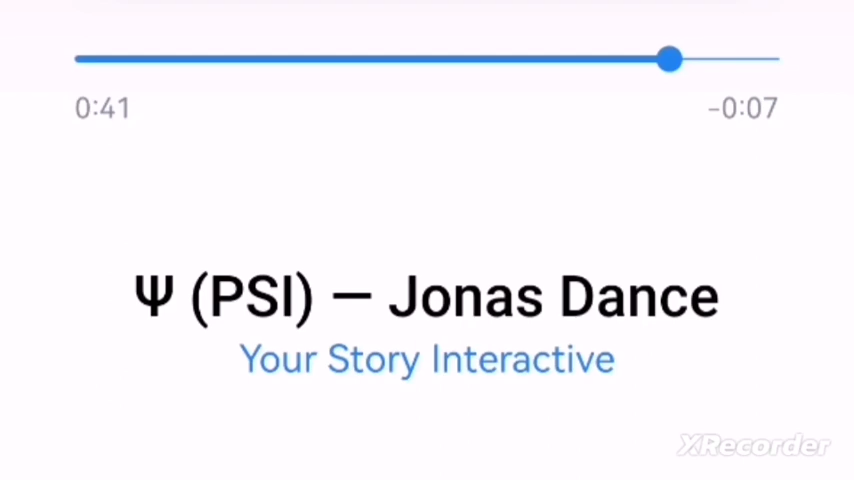 0:41
-0:07
Ψ (PSI) — Jonas Dance
Your Story Interactive
XRecorder